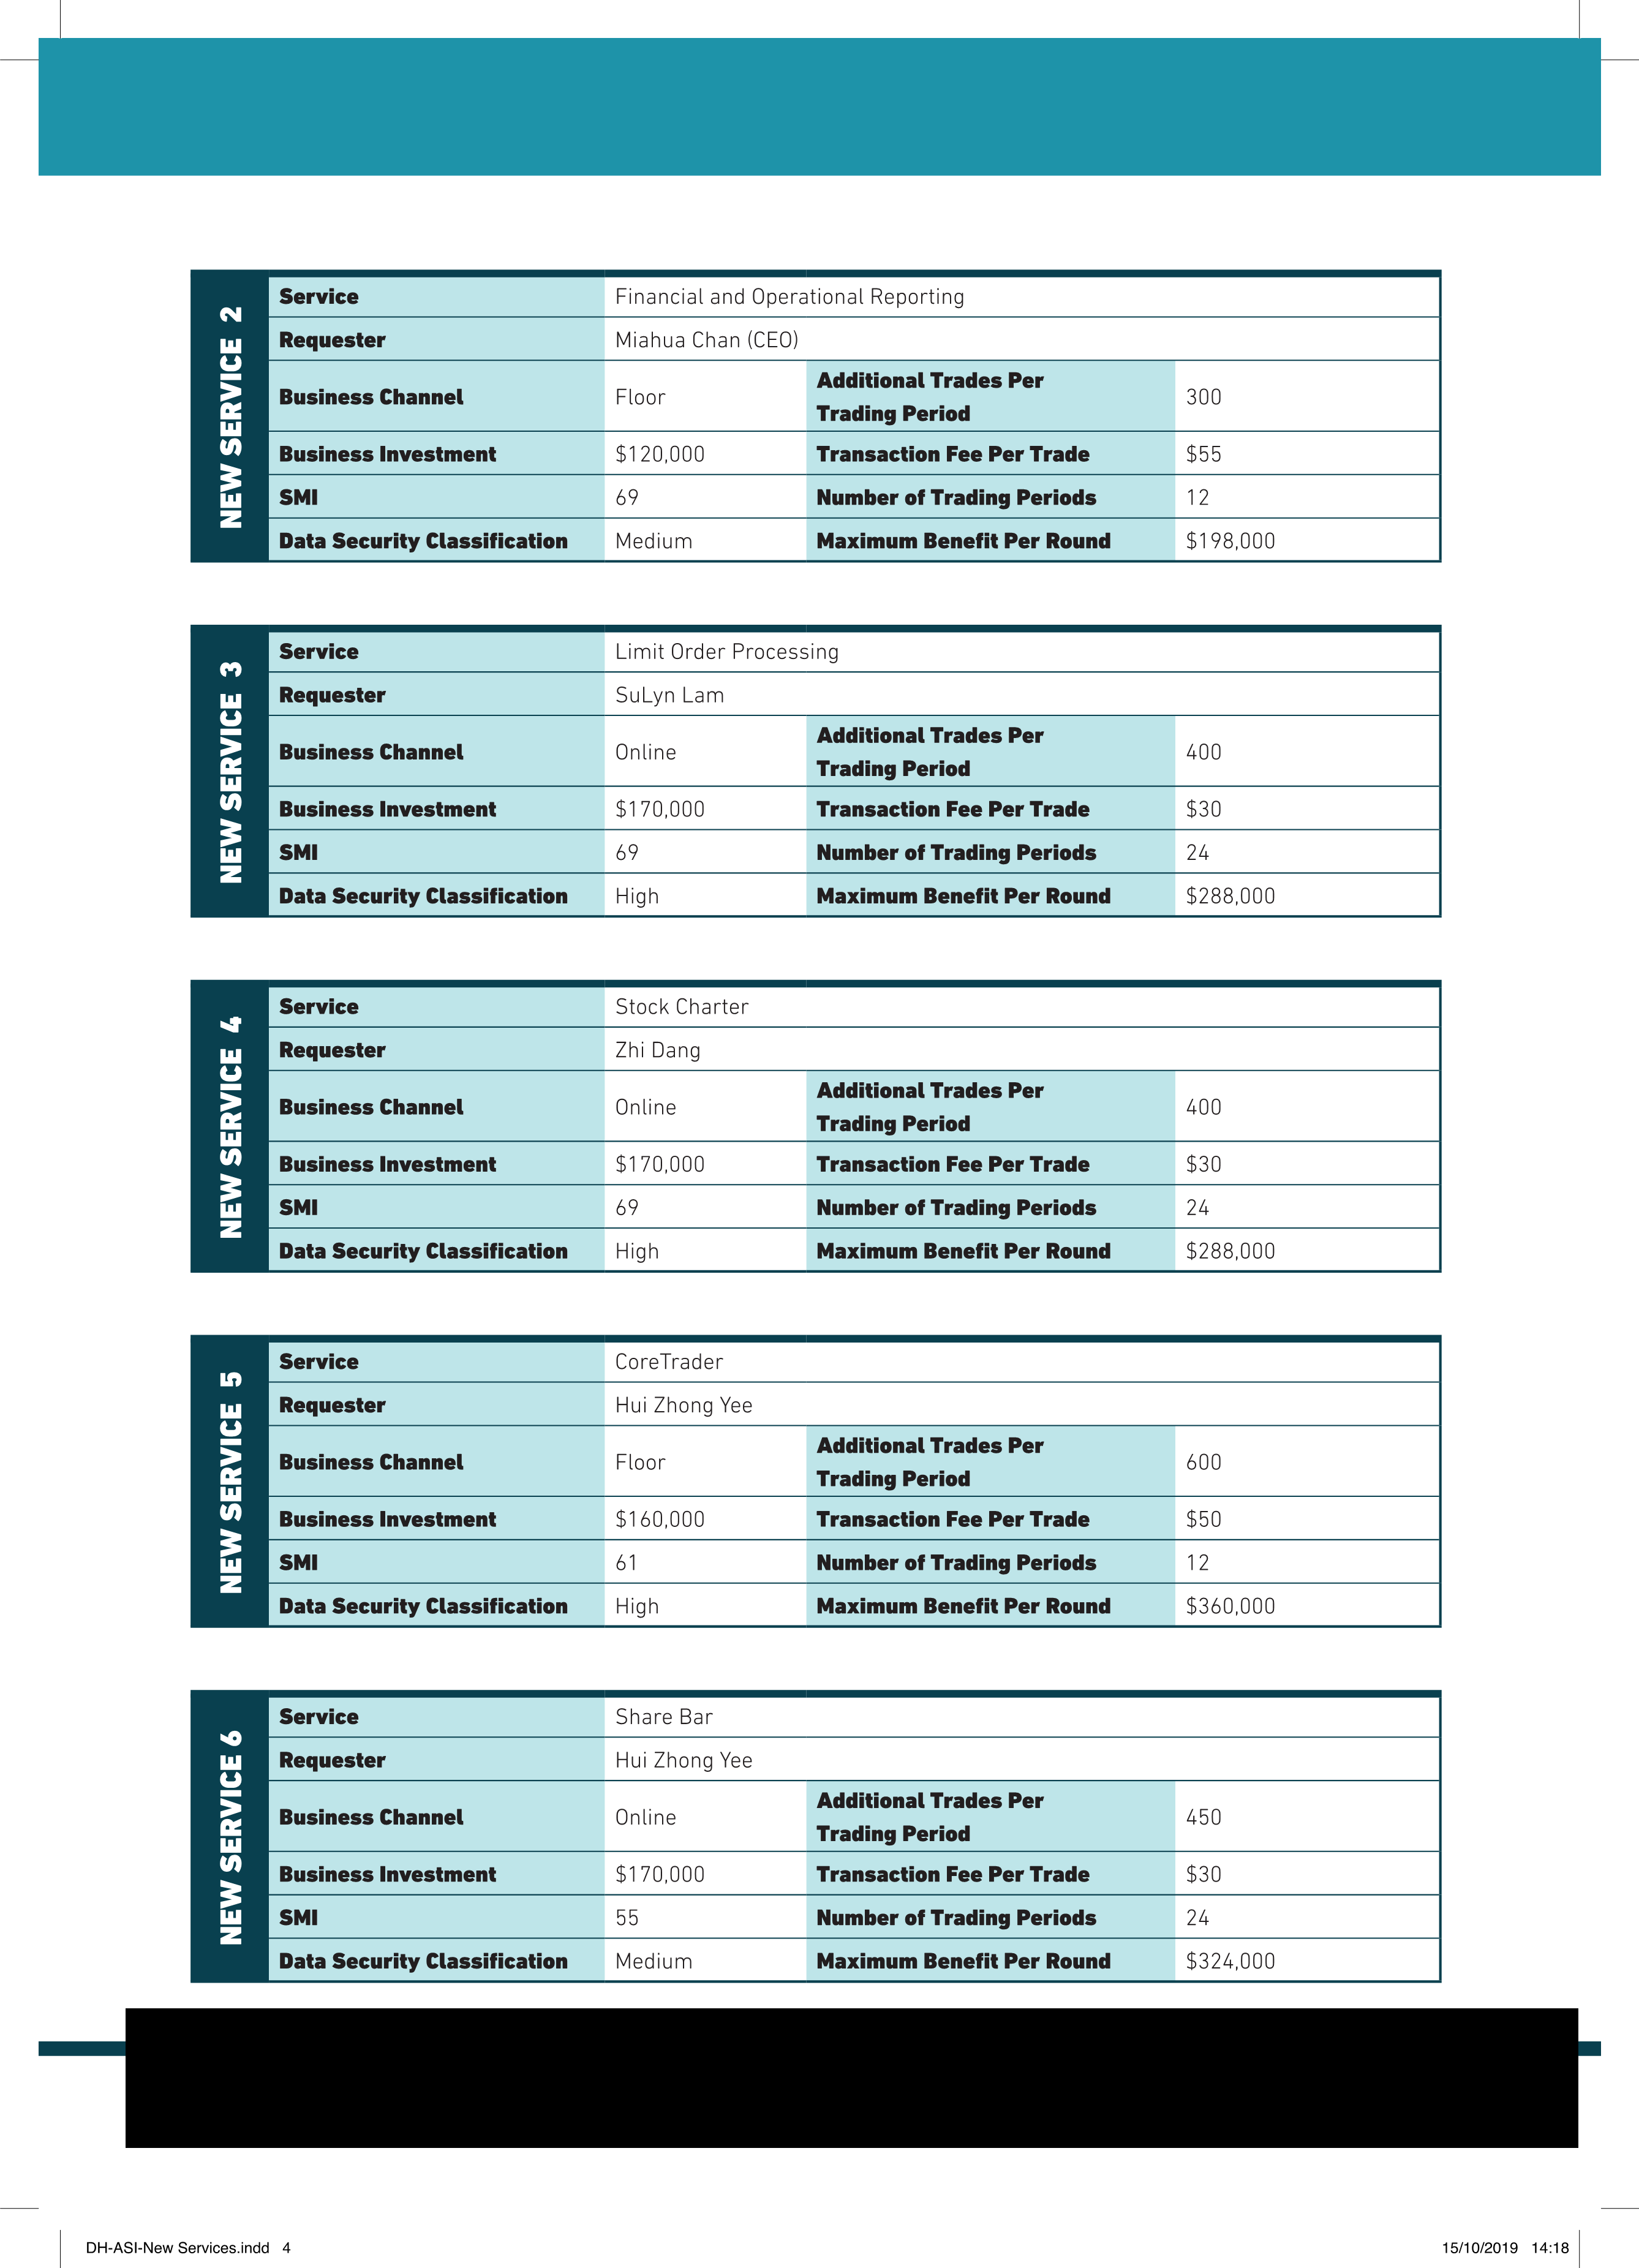 NEW SERVICE 2
Service Financial and Operational Reporting
Requester Miahua Chan (CEO)
Business Channel Floor Additional Trades Per Trading Period 300
Business Investment $120,000 Transaction Fee Per Trade $55
SMI 69 Number of Trading Periods 12
Data Security Classification Medium Maximum Benefit Per Round $198,000
NEW SERVICE 3
Service Limit Order Processing
Requester SuLyn Lam
Business Channel Online Additional Trades Per Trading Period 400
Business Investment $170,000 Transaction Fee Per Trade $30
SMI 69 Number of Trading Periods 24
Data Security Classification High Maximum Benefit Per Round $288,000
NEW SERVICE 4
Service Stock Charter
Requester Zhi Dang
Business Channel Online Additional Trades Per Trading Period 400
Business Investment $170,000 Transaction Fee Per Trade $30
SMI 69 Number of Trading Periods 24
Data Security Classification High Maximum Benefit Per Round $288,000
NEW SERVICE 5
Service CoreTrader
Requester Hui Zhong Yee
Business Channel Floor Additional Trades Per Trading Period 600
Business Investment $160,000 Transaction Fee Per Trade $50
SMI 61 Number of Trading Periods 12
Data Security Classification High Maximum Benefit Per Round $360,000
NEW SERVICE 6
Service Share Bar
Requester Hui Zhong Yee
Business Channel Online Additional Trades Per Trading Period 450
Business Investment $170,000 Transaction Fee Per Trade $30
SMI 55 Number of Trading Periods 24
Data Security Classification Medium Maximum Benefit Per Round $324,000
DH-ASI-New Services.indd 4 15/10/2019 14:18